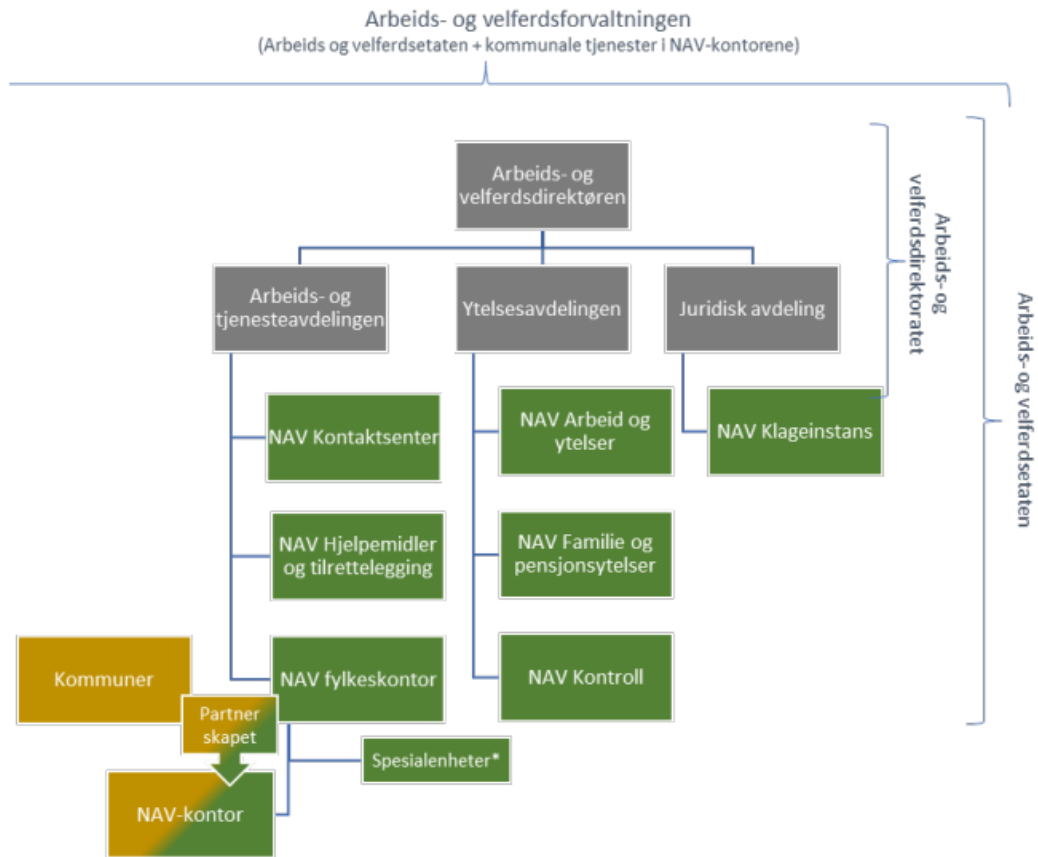 Arbeids- og velferdsforvaltningen
(Arbeids og velferdsetaten + kommunale tjenester i NAV-kontorene)
Arbeids- og
velferdsdirektøren
Arbeids- og
velferdsdirektoratet
Arbeids- og velferdsetaten
Arbeids- og
tjenesteavdelingen
Ytelsesavdelingen
Juridisk avdeling
NAV Kontaktsenter
NAV Arbeid og
ytelser
NAV Klageinstans
NAV Hjelpemidler
og tilrettelegging
NAV Familie og
pensjonsytelser
Kommuner
NAV fylkeskontor
NAV Kontroll
Partner
skapet
Spesialenheter*
NAV-kontor